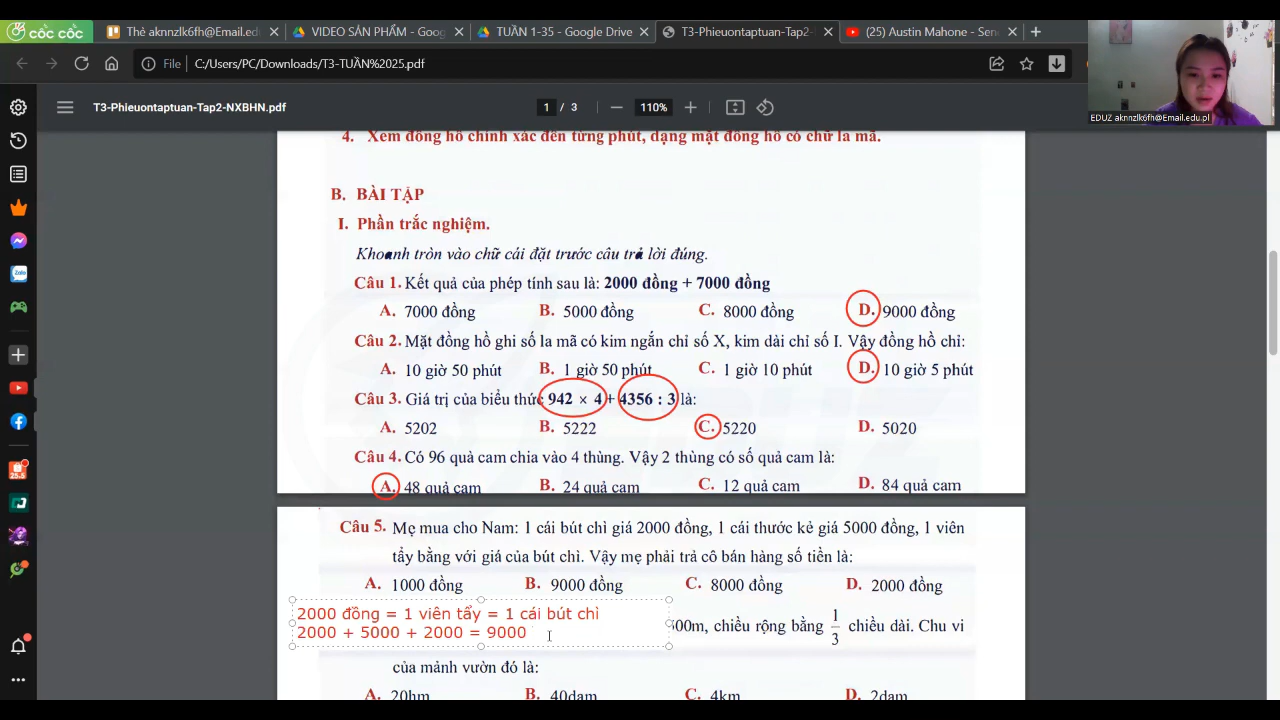 cốc cốc
Thẻ aknnzlk6fh@Email.ed
VIDEO SẢN PHẨM - Goog
TUẦN 1-35 - Google Drive
T3-Phieuontaptuan-Tap2-
(25) Austin Mahone - Sen
File C:/Users/PC/Downloads/T3-TUẦN%2025.pdf
T3-Phieuontaptuan-Tap2-NXBHN.pdf
1 / 3
110%
EDUZ aknnzlk6fh@Email.edu.pl
4. Xem đồng hồ chính xác đến từng phút, dạng mặt đồng hồ có chữ la mã.
B. BÀI TẬP
I. Phần trắc nghiệm.
Khoanh tròn vào chữ cái đặt trước câu trả lời đúng.
Câu 1. Kết quả của phép tính sau là: 2000 đồng + 7000 đồng
A. 7000 đồng B. 5000 đồng C. 8000 đồng D. 9000 đồng
Câu 2. Mặt đồng hồ ghi số la mã có kim ngắn chỉ số X, kim dài chỉ số I. Vậy đồng hồ chỉ:
A. 10 giờ 50 phút B. 1 giờ 50 phút C. 1 giờ 10 phút D. 10 giờ 5 phút
Câu 3. Giá trị của biểu thức 942 × 4 + 4356 : 3 là:
A. 5202 B. 5222 C. 5220 D. 5020
Câu 4. Có 96 quả cam chia vào 4 thùng. Vậy 2 thùng có số quả cam là:
A. 48 quả cam B. 24 quả cam C. 12 quả cam D. 84 quả cam
Câu 5. Mẹ mua cho Nam: 1 cái bút chì giá 2000 đồng, 1 cái thước kẻ giá 5000 đồng, 1 viên
tẩy bằng với giá của bút chì. Vậy mẹ phải trả cô bán hàng số tiền là:
A. 1000 đồng B. 9000 đồng C. 8000 đồng D. 2000 đồng
2000 đồng = 1 viên tẩy = 1 cái bút chì
2000 + 5000 + 2000 = 9000
00m, chiều rộng bằng 1/3 chiều dài. Chu vi
của mảnh vườn đó là:
A. 20hm B. 40dam C. 4km D. 2dam
Zalo
25.5